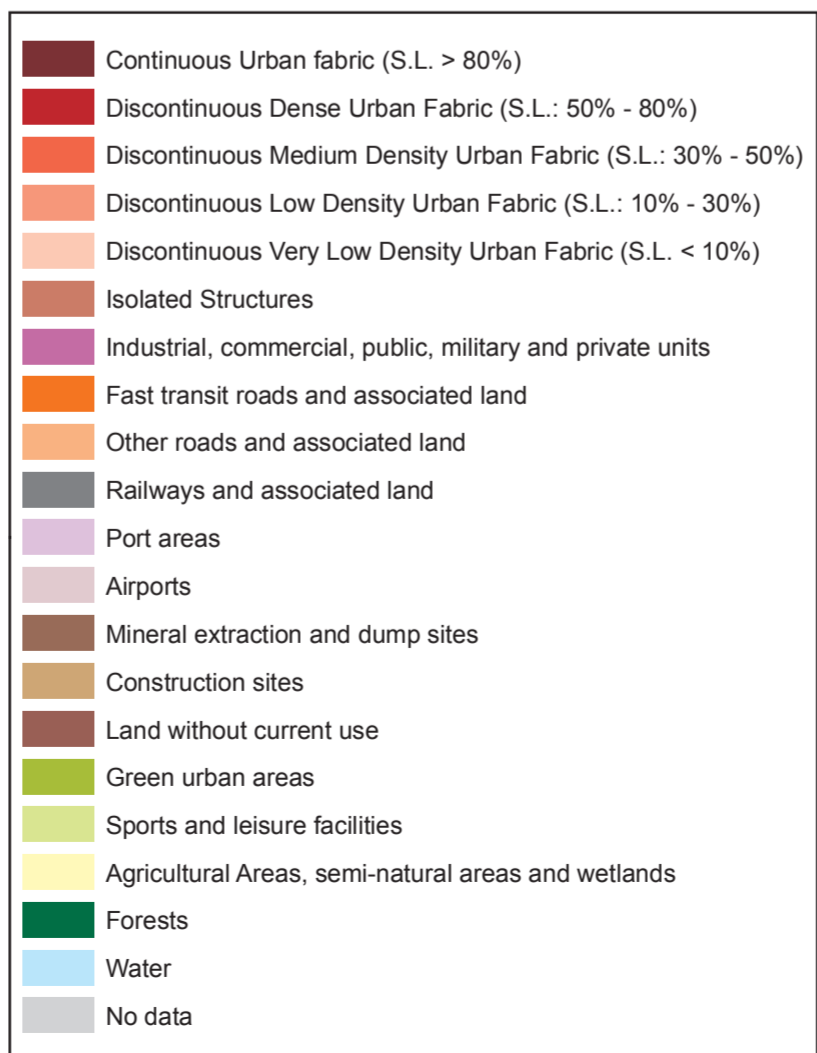 Continuous Urban fabric (S.L. > 80%)
Discontinuous Dense Urban Fabric (S.L.: 50% - 80%)
Discontinuous Medium Density Urban Fabric (S.L.: 30% - 50%)
Discontinuous Low Density Urban Fabric (S.L.: 10% - 30%)
Discontinuous Very Low Density Urban Fabric (S.L. < 10%)
Isolated Structures
Industrial, commercial, public, military and private units
Fast transit roads and associated land
Other roads and associated land
Railways and associated land
Port areas
Airports
Mineral extraction and dump sites
Construction sites
Land without current use
Green urban areas
Sports and leisure facilities
Agricultural Areas, semi-natural areas and wetlands
Forests
Water
No data